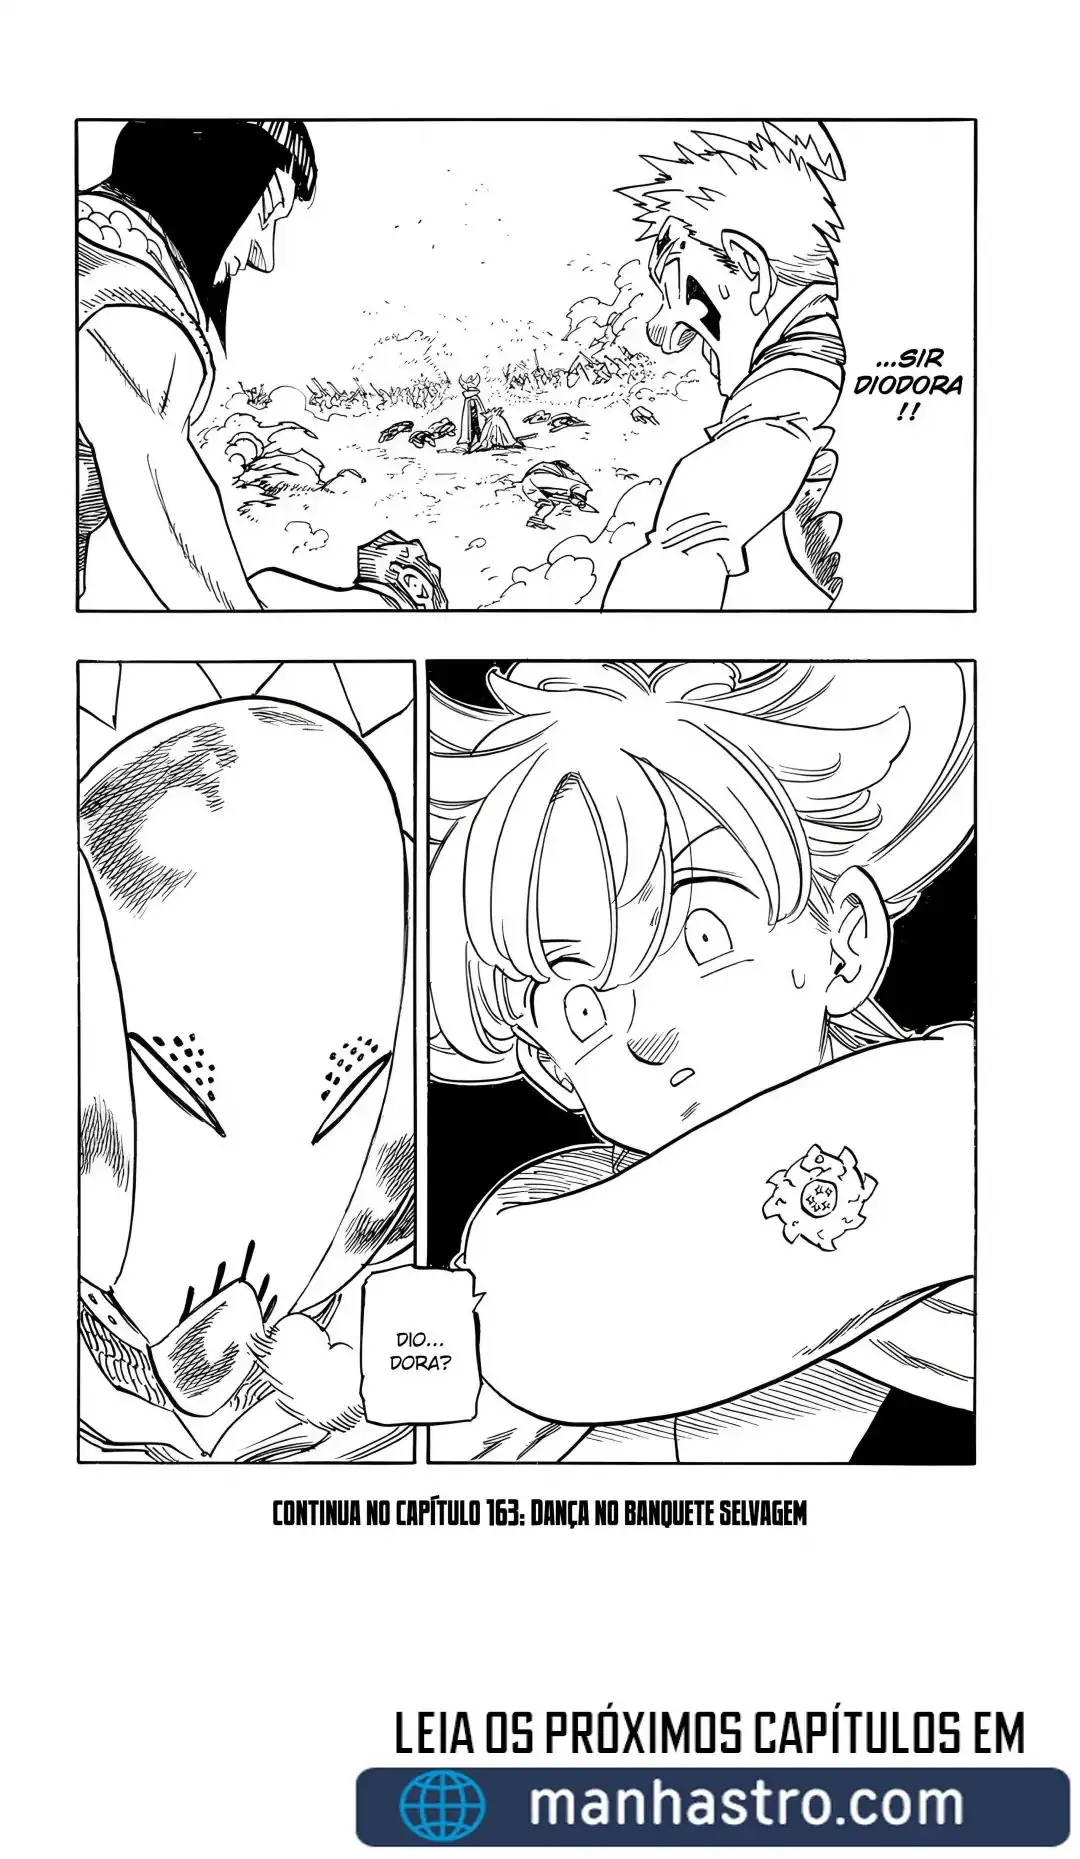 ...SIR
DIODORA
!!
DIO...
DORA?
CONTINUA NO CAPÍTULO 163: DANÇA NO BANQUETE SELVAGEM
LEIA OS PRÓXIMOS CAPÍTULOS EM
manhastro.com